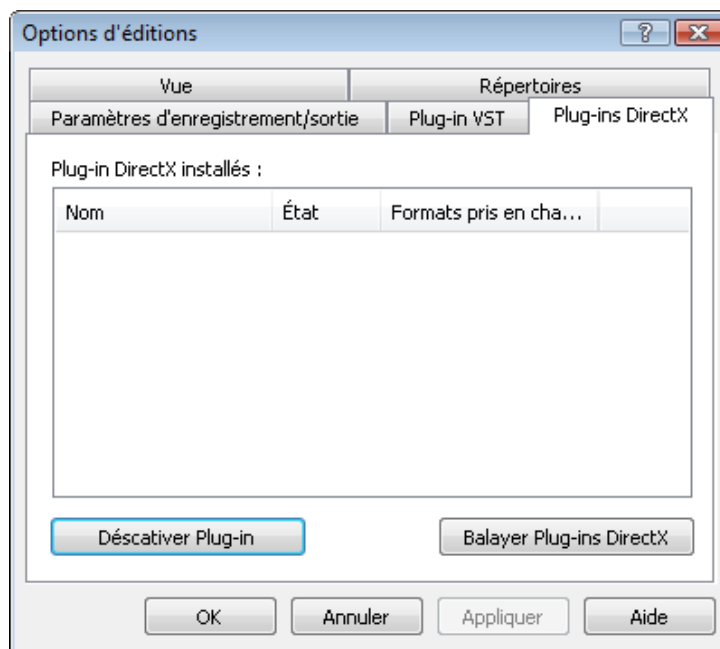 Options d'éditions
Vue Répertoires
Paramètres d'enregistrement/sortie Plug-in VST Plug-ins DirectX
Plug-in DirectX installés :
Nom État Formats pris en cha...
Déscativer Plug-in Balayer Plug-ins DirectX
OK Annuler Appliquer Aide